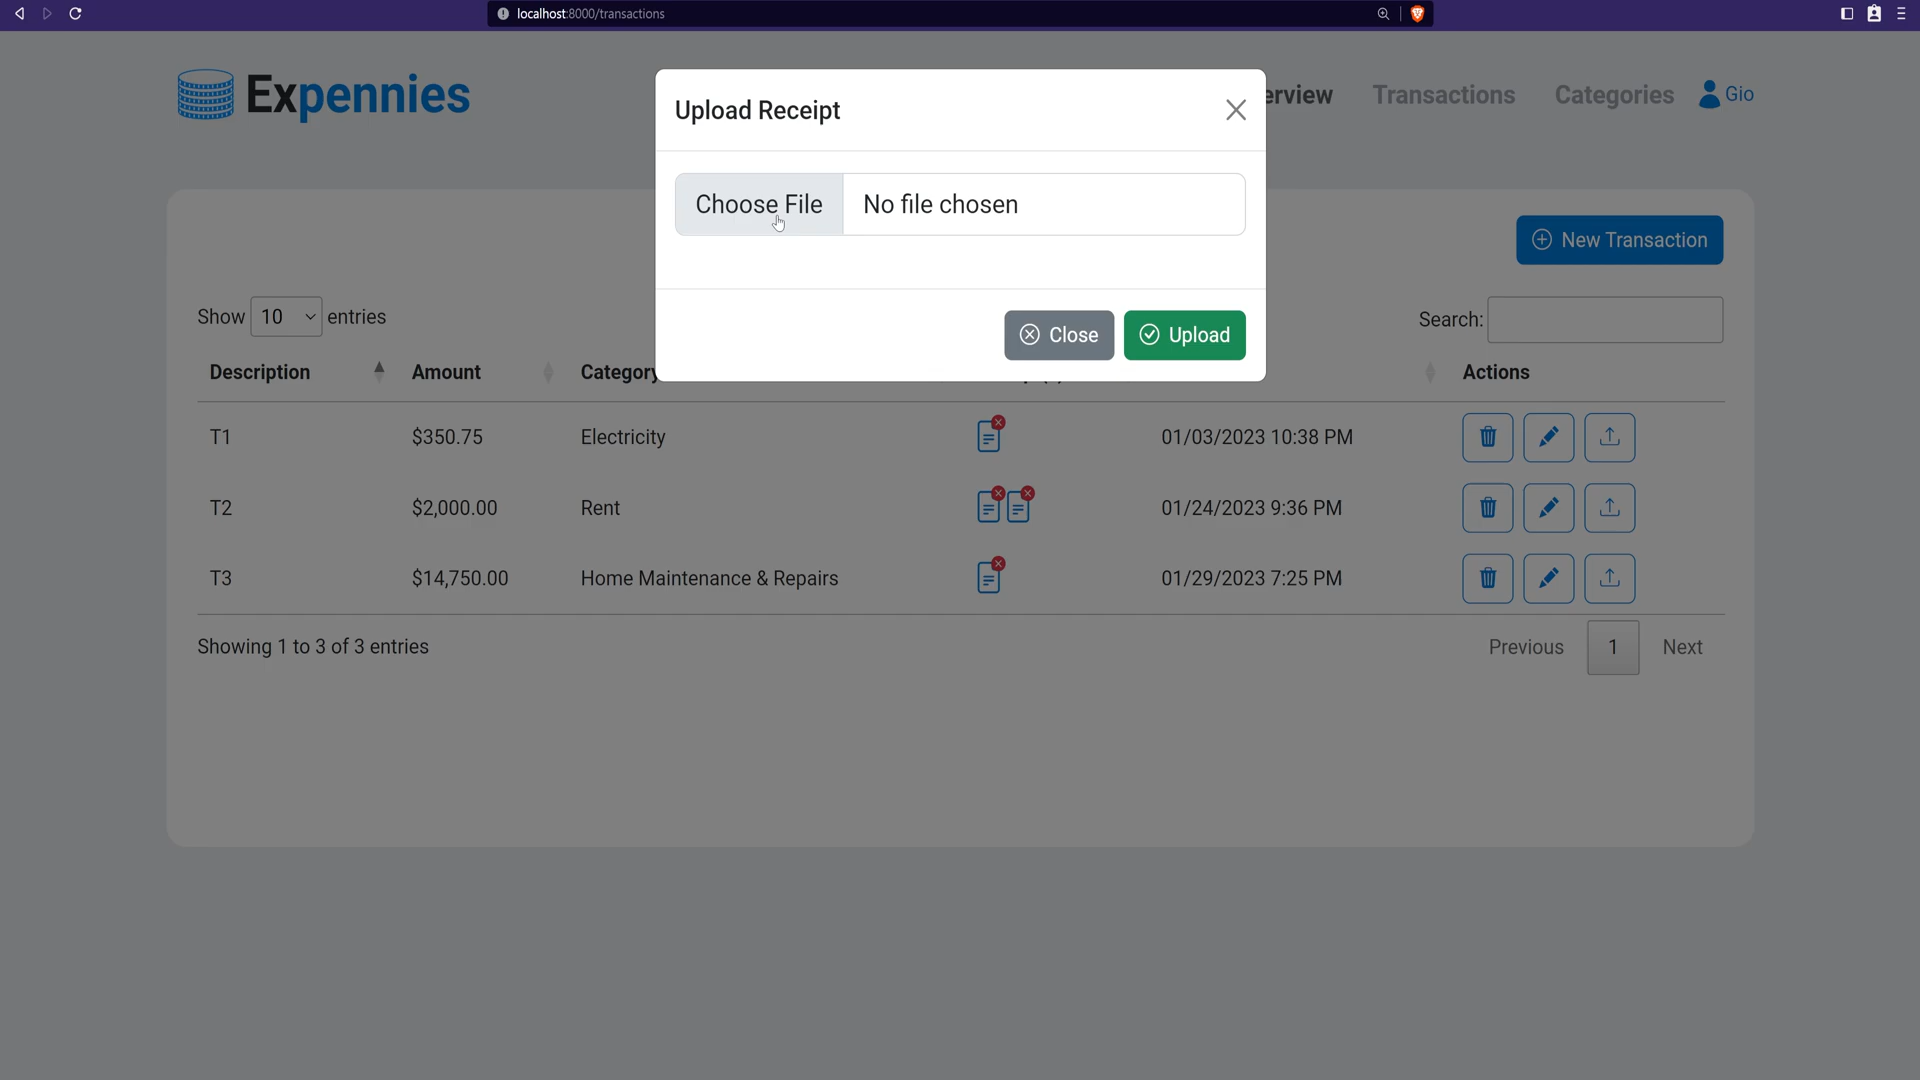 localhost:8000/transactions
Expennies
Transactions
Categories
Gio
Upload Receipt
Choose File
No file chosen
Close
Upload
New Transaction
Show 10 entries
Search:
Description
Amount
Category
Actions
T1 $350.75 Electricity 01/03/2023 10:38 PM
T2 $2,000.00 Rent 01/24/2023 9:36 PM
T3 $14,750.00 Home Maintenance & Repairs 01/29/2023 7:25 PM
Showing 1 to 3 of 3 entries
Previous 1 Next